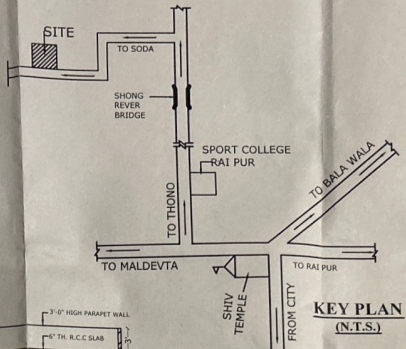 SITE
TO SODA
SHONG
REVER
BRIDGE
SPORT COLLEGE
RAI PUR
TO BALA WALA
TO THONO
TO MALDEVTA
TO RAI PUR
SHIV
TEMPLE
FROM CITY
KEY PLAN
(N.T.S.)
3'-0" HIGH PARAPET WALL
6" TH. R.C.C SLAB